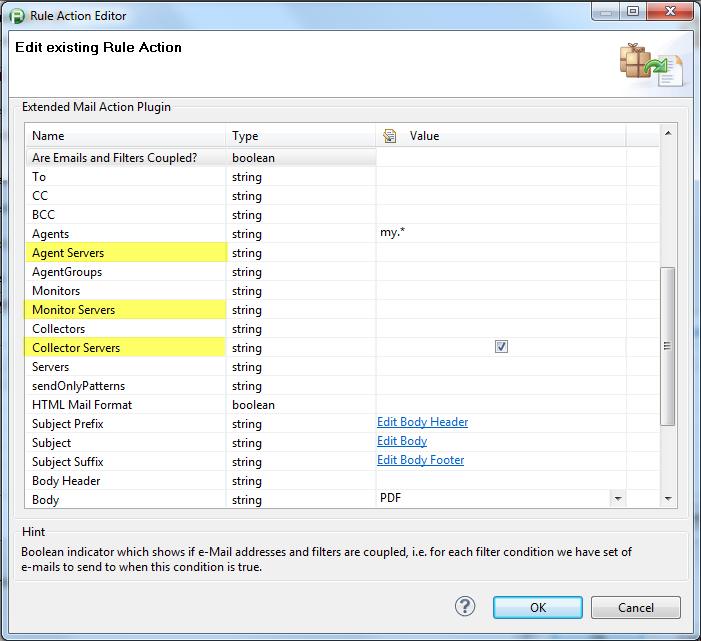 Rule Action Editor
Edit existing Rule Action
Extended Mail Action Plugin
Name Type Value
Are Emails and Filters Coupled? boolean
To string
CC string
BCC string
Agents string my.*
Agent Servers string
AgentGroups string
Monitors string
Monitor Servers string
Collectors string
Collector Servers string
Servers string
sendOnlyPatterns string
HTML Mail Format boolean
Subject Prefix string Edit Body Header
Subject string Edit Body
Subject Suffix string Edit Body Footer
Body Header string
Body string PDF
Hint
Boolean indicator which shows if e-Mail addresses and filters are coupled, i.e. for each filter condition we have set of
e-mails to send to when this condition is true.
? OK Cancel